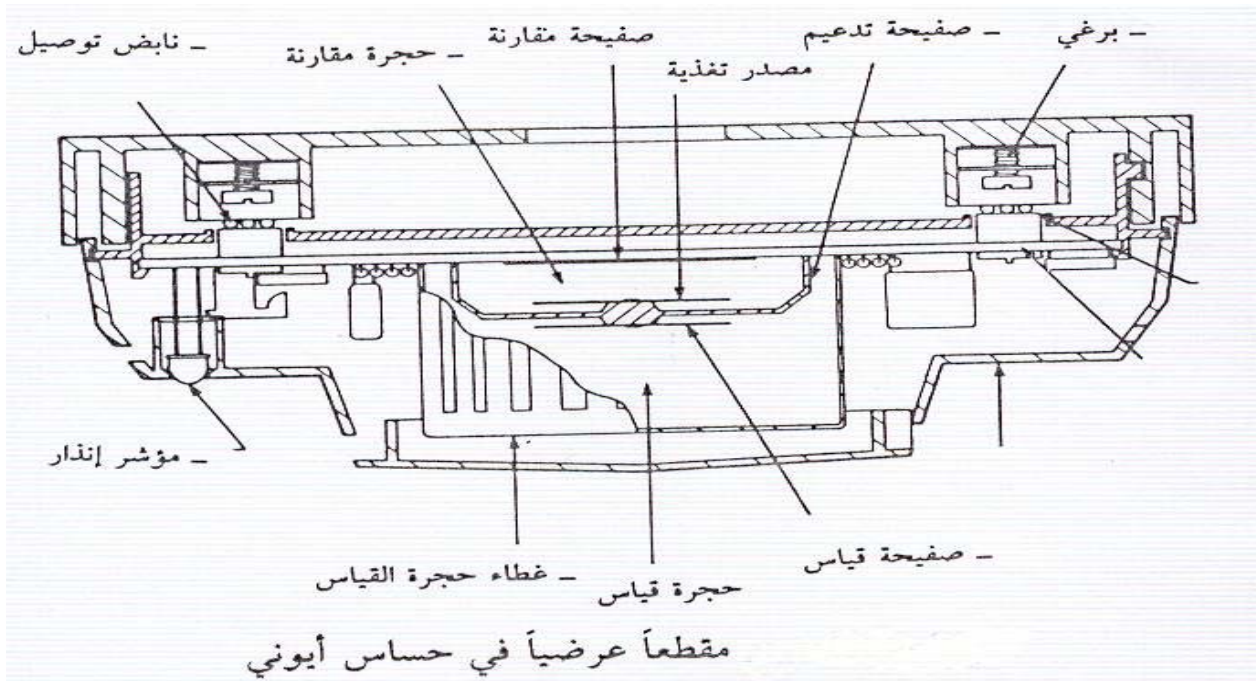 ـ برغي
ـ صفيحة تدعيم
مصدر تغذية
صفيحة مقارنة
ـ حجرة مقارنة
ـ نابض توصيل
ـ مؤشر إنذار
ـ صفيحة قياس
حجرة قياس
ـ غطاء حجرة القياس
مقطعاً عرضياً في حساس أيوني